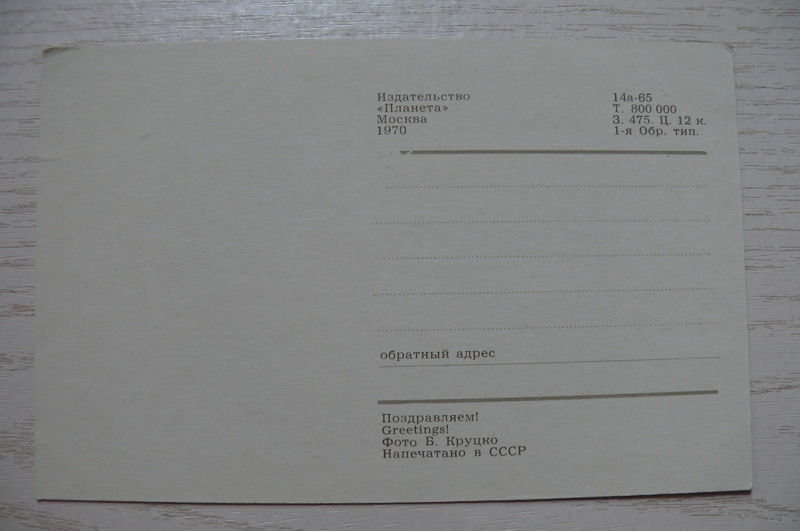 Издательство
«Планета»
Москва
1970
14а-65
Т. 800 000
З. 475. Ц. 12 к.
1-я Обр. тип.
обратный адрес
Поздравляем!
Greetings!
Фото Б. Круцко
Напечатано в СССР